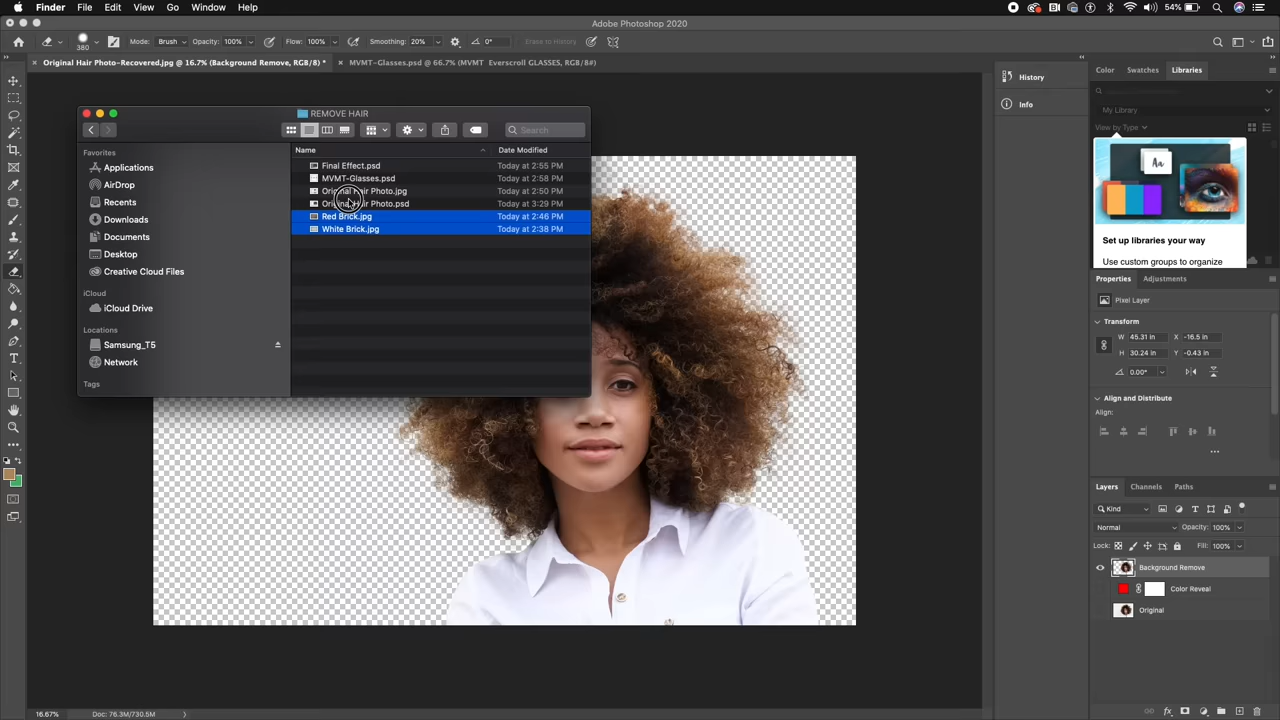 Finder File Edit View Go Window Help 54%
Adobe Photoshop 2020
380 Mode: Brush Opacity: 100% Flow: 100% Smoothing: 20% 0° Erase to History
Original Hair Photo-Recovered.jpg @ 16.7% (Background Remove, RGB/8) * MVMT-Glasses.psd @ 66.7% (MVMT Everscroll GLASSES, RGB/8#)
History
Info
Color Swatches Libraries
My Library
View by Type
Aa
Set up libraries your way
Use custom groups to organize
REMOVE HAIR
Search
Favorites
Applications
AirDrop
Recents
Downloads
Documents
Desktop
Creative Cloud Files
iCloud
iCloud Drive
Locations
Samsung_T5
Network
Tags
Name Date Modified
Final Effect.psd Today at 2:55 PM
MVMT-Glasses.psd Today at 2:58 PM
Original Hair Photo.jpg Today at 2:50 PM
Original Hair Photo.psd Today at 3:29 PM
Red Brick.jpg Today at 2:46 PM
White Brick.jpg Today at 2:38 PM
Properties Adjustments
Pixel Layer
Transform
W 45.31 in X -16.5 in
H 30.24 in Y -0.43 in
0.00°
Align and Distribute
Align:
Layers Channels Paths
Kind
Normal Opacity: 100%
Lock: Fill: 100%
Background Remove
Color Reveal
Original
fx
16.67% Doc: 76.3M/730.5M